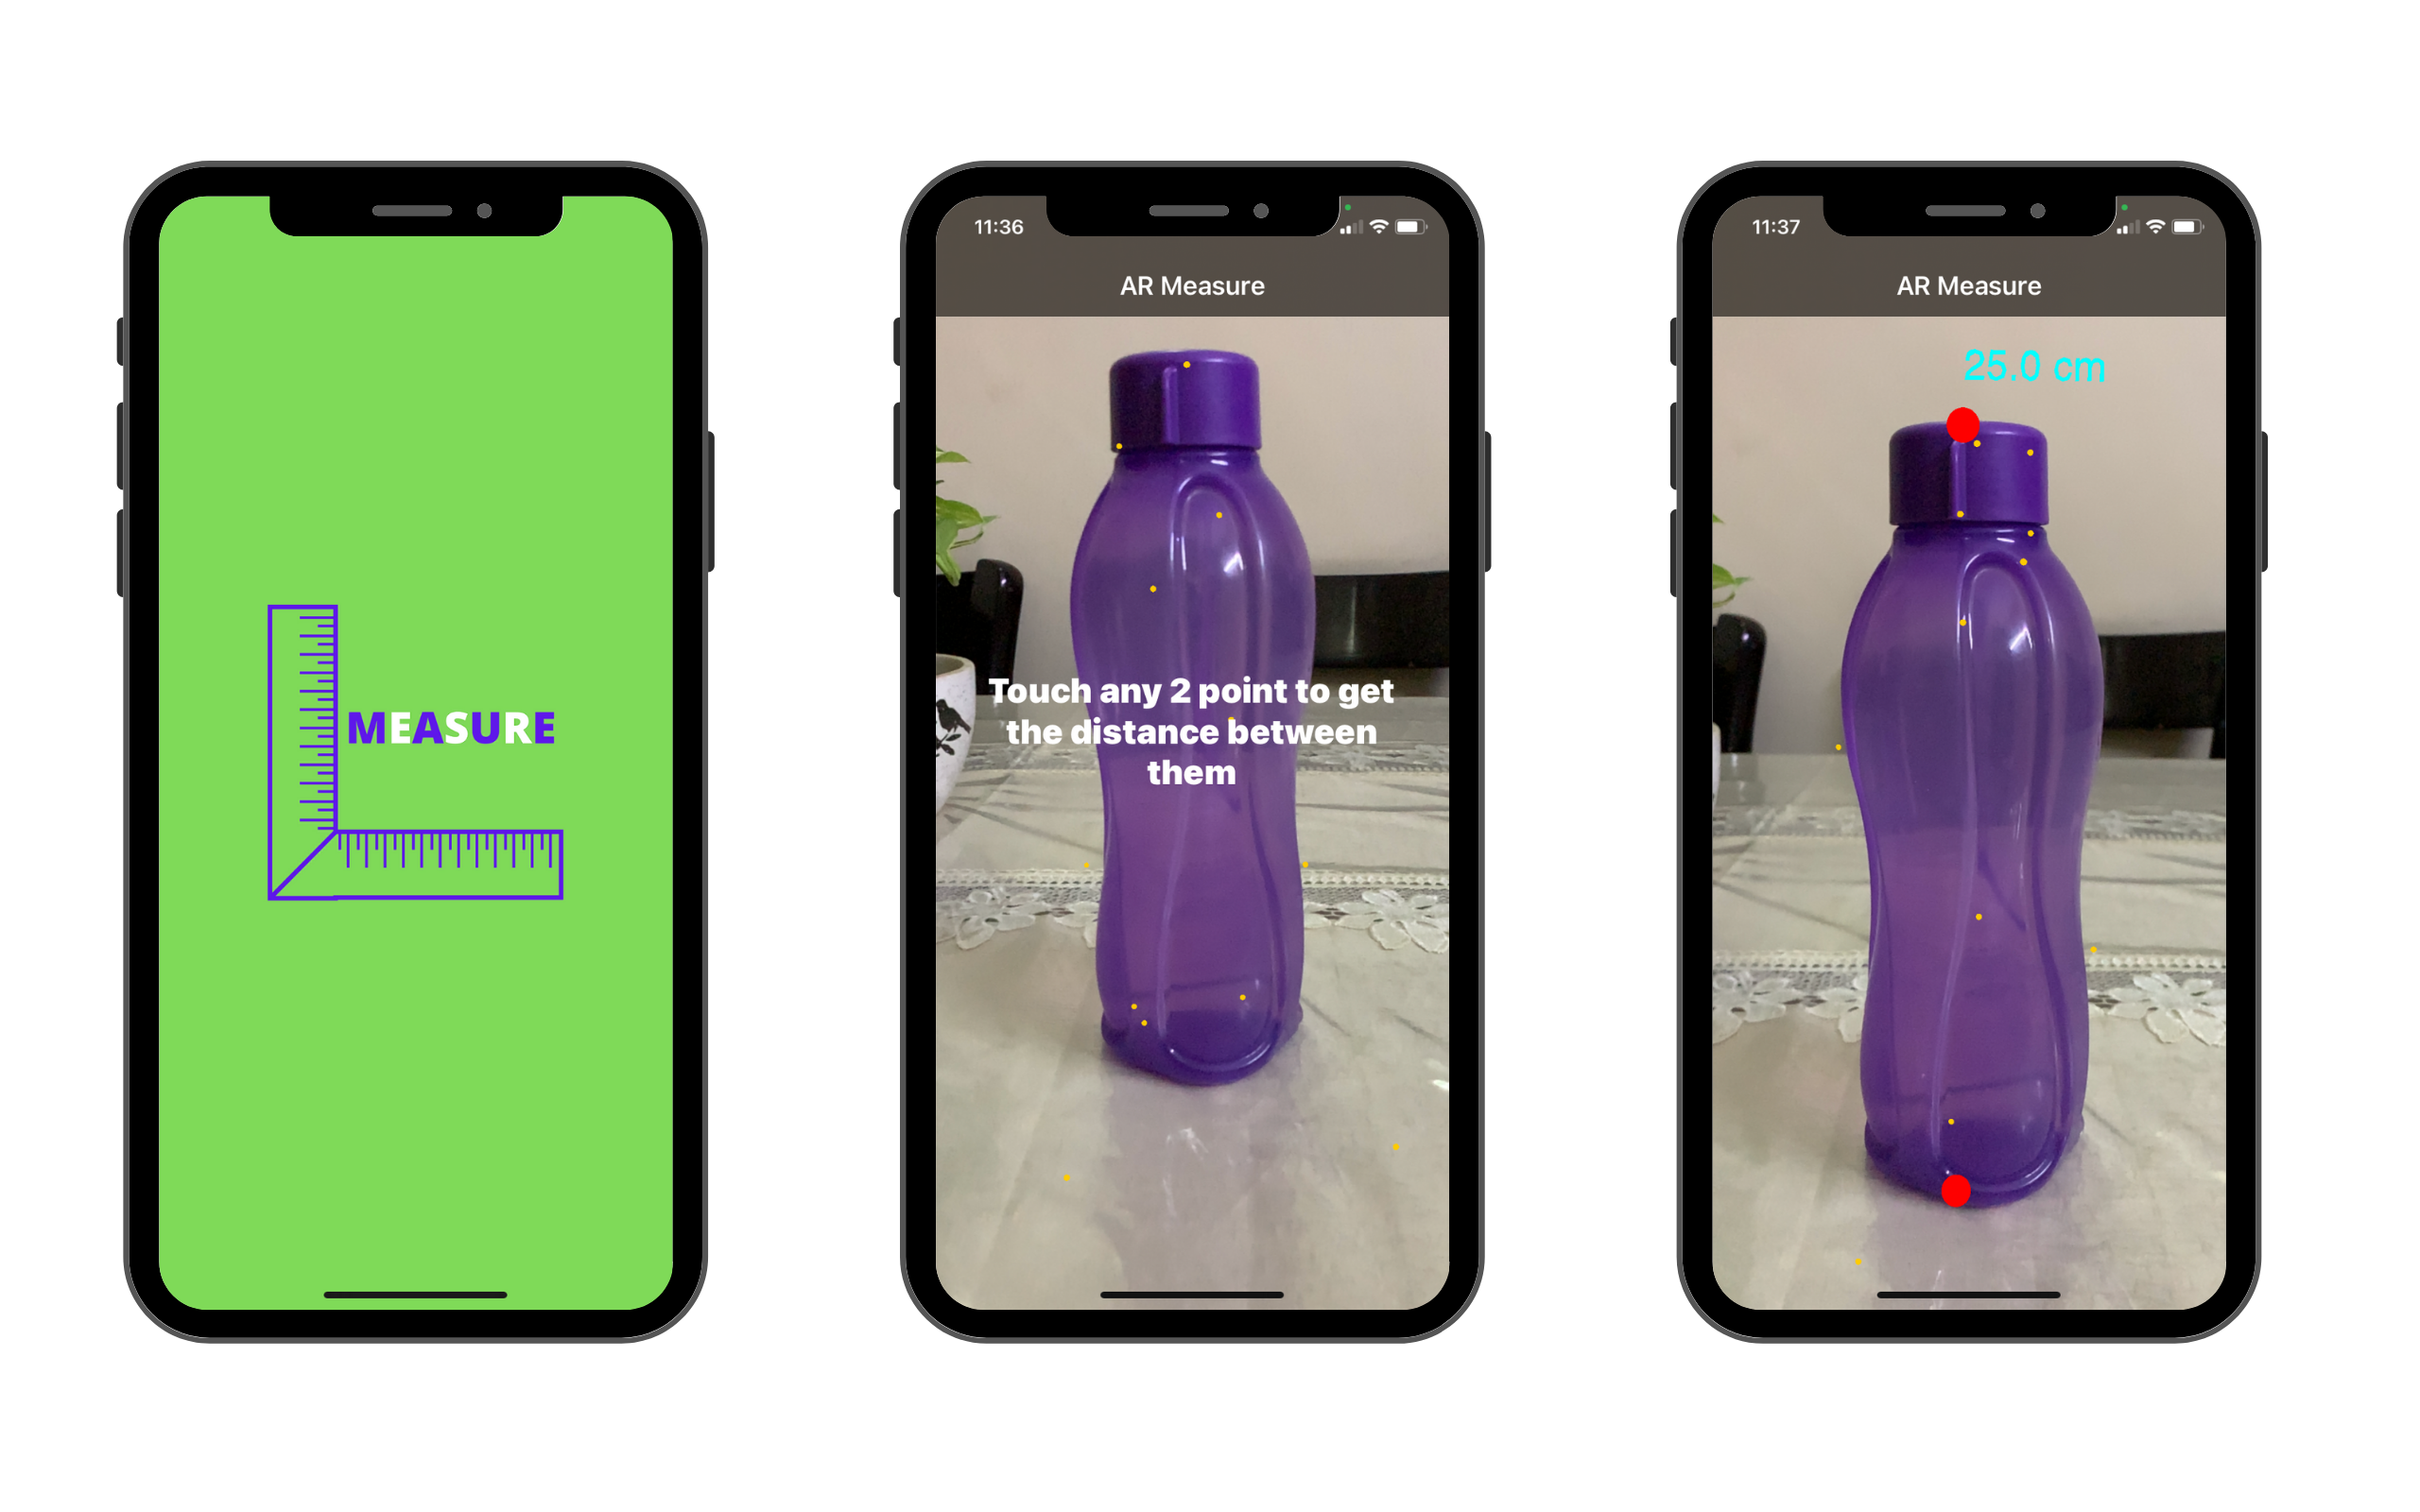 MEASURE
11:36
AR Measure
Touch any 2 point to get
the distance between
them
11:37
AR Measure
25.0 cm